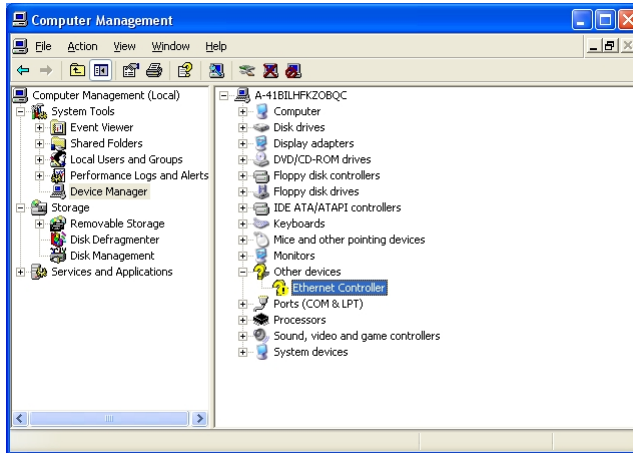 Computer Management
File Action View Window Help
Computer Management (Local)
System Tools
Event Viewer
Shared Folders
Local Users and Groups
Performance Logs and Alerts
Device Manager
Storage
Removable Storage
Disk Defragmenter
Disk Management
Services and Applications
A-41BILHFKZOBQC
Computer
Disk drives
Display adapters
DVD/CD-ROM drives
Floppy disk controllers
Floppy disk drives
IDE ATA/ATAPI controllers
Keyboards
Mice and other pointing devices
Monitors
Other devices
Ethernet Controller
Ports (COM & LPT)
Processors
Sound, video and game controllers
System devices